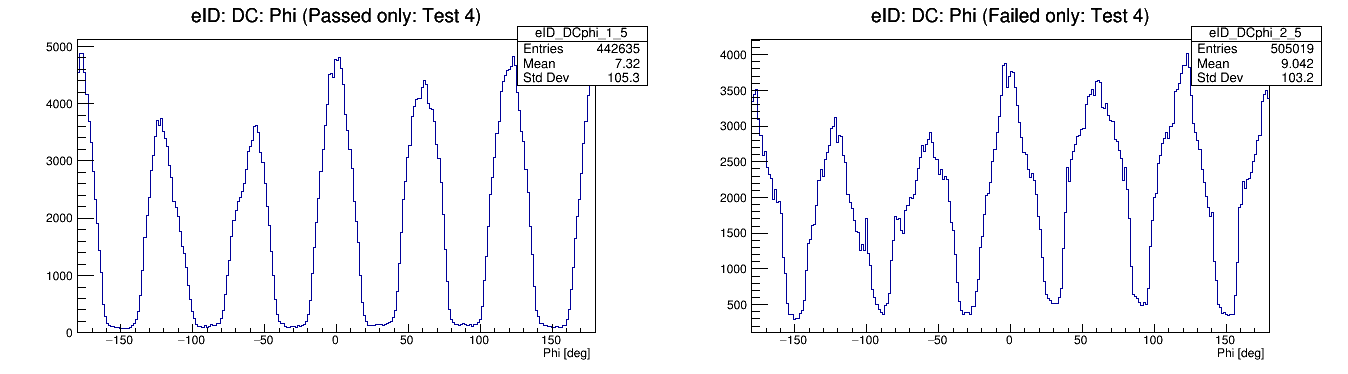 eID: DC: Phi (Passed only: Test 4)
eID_DCphi_1_5
Entries 442635
Mean 7.32
Std Dev 105.3
5000
4000
3000
2000
1000
0
−150 −100 −50 0 50 100 150
Phi [deg]
eID: DC: Phi (Failed only: Test 4)
eID_DCphi_2_5
Entries 505019
Mean 9.042
Std Dev 103.2
4000
3500
3000
2500
2000
1500
1000
500
−150 −100 −50 0 50 100 150
Phi [deg]